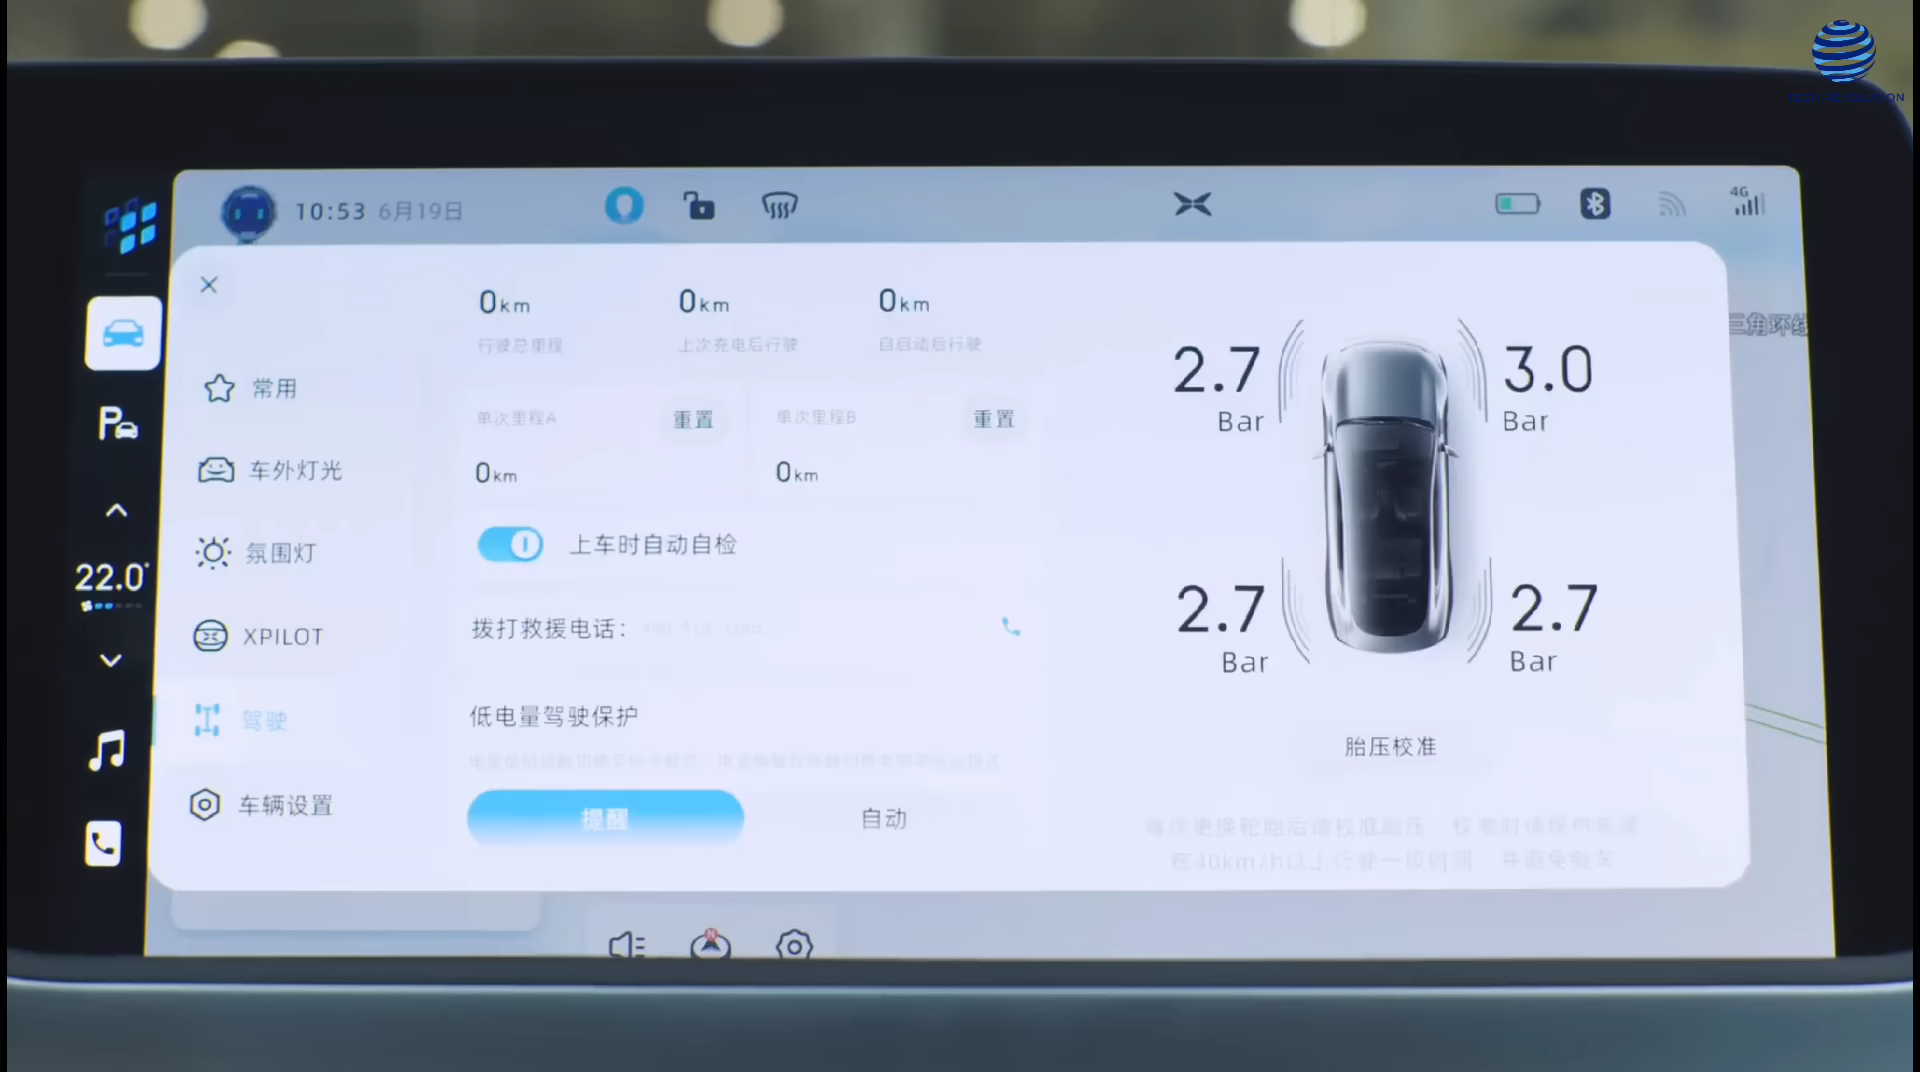 10:53 6月19日
4G
0km 0km 0km
行驶总里程 上次充电后行驶 自启动后行驶
单次里程A 重置 单次里程B 重置
0km 0km
上车时自动自检
拨打救援电话：
低电量驾驶保护
提醒 自动
常用
车外灯光
氛围灯
XPILOT
驾驶
车辆设置
P
22.0°
2.7 Bar
3.0 Bar
2.7 Bar
2.7 Bar
胎压校准
三角环线